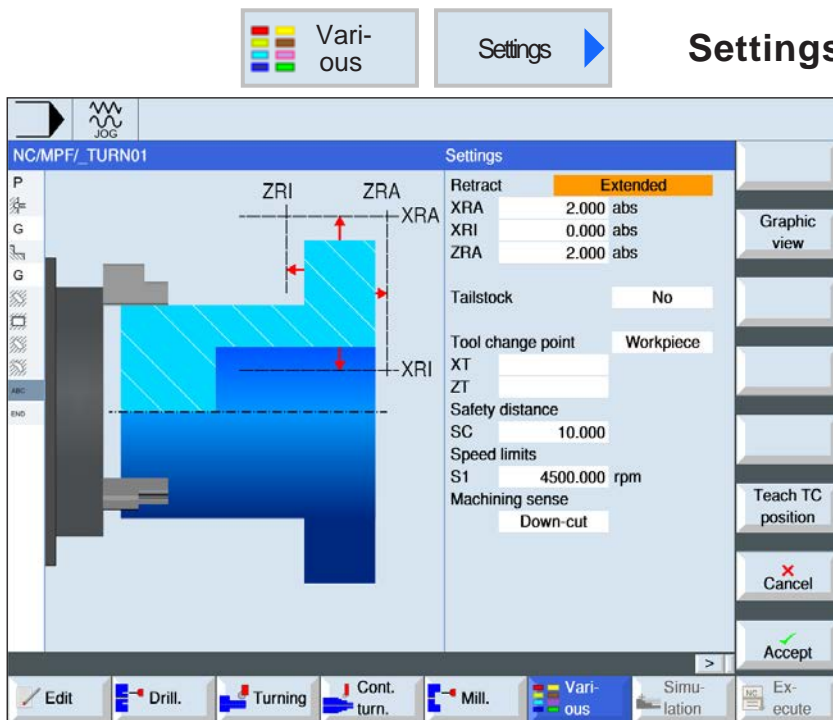 Vari-
ous
Settings
Settings
JOG
NC/MPF/_TURN01
Settings
P
G
G
ABC
END
ZRI
ZRA
XRA
XRI
Retract Extended
XRA 2.000 abs
XRI 0.000 abs
ZRA 2.000 abs
Tailstock No
Tool change point Workpiece
XT
ZT
Safety distance
SC 10.000
Speed limits
S1 4500.000 rpm
Machining sense
Down-cut
Graphic
view
Teach TC
position
Cancel
Accept
>
Edit
Drill.
Turning
Cont.
turn.
Mill.
Vari-
ous
Simu-
lation
NC
Ex-
ecute